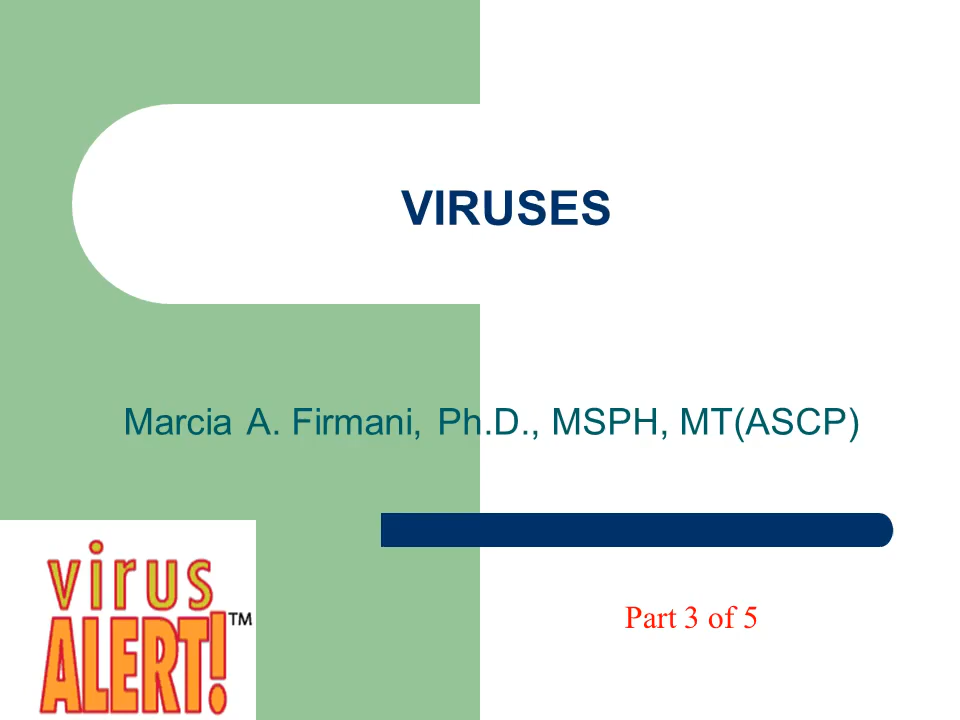 VIRUSES
Marcia A. Firmani, Ph.D., MSPH, MT(ASCP)
virus
ALERT!™
Part 3 of 5